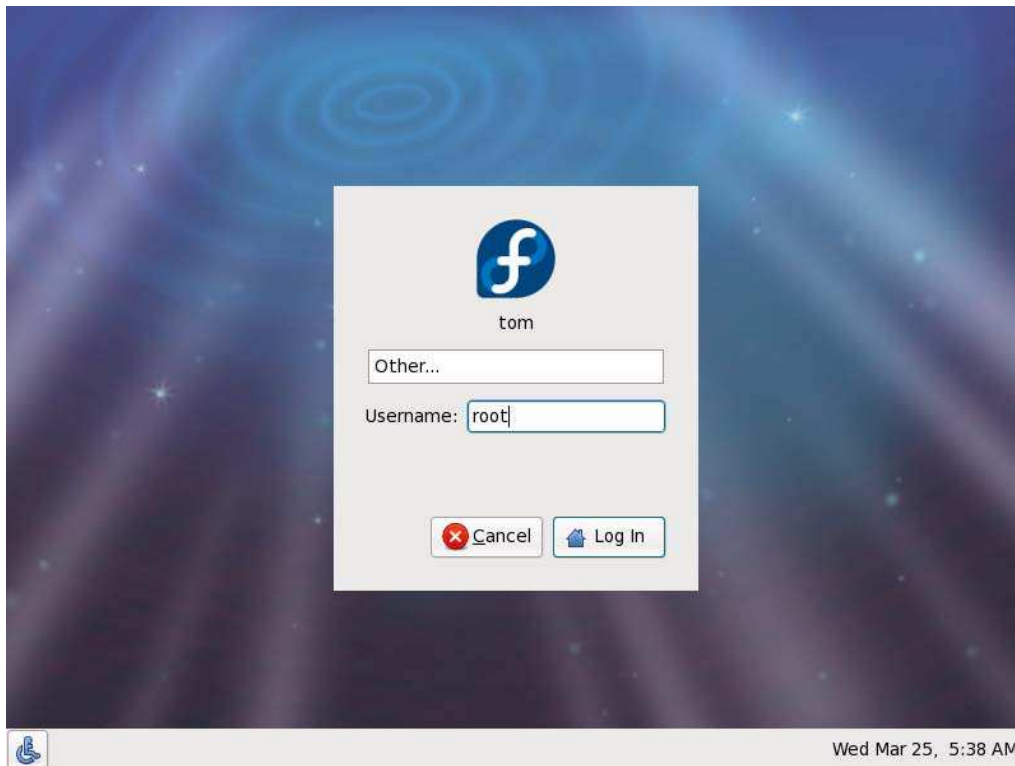 tom
Other...
Username: root
Cancel
Log In
Wed Mar 25, 5:38 AM